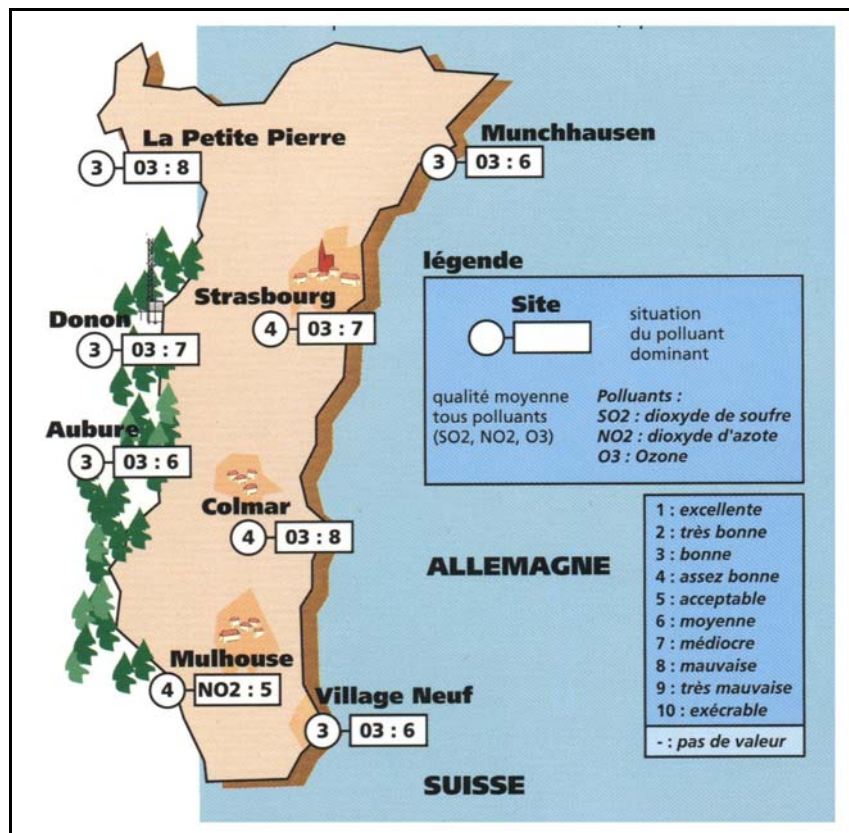 La Petite Pierre
3 03 : 8
Munchhausen
3 03 : 6
Strasbourg
4 03 : 7
Donon
3 03 : 7
Aubure
3 03 : 6
Colmar
4 03 : 8
Mulhouse
4 NO2 : 5
Village Neuf
3 03 : 6
ALLEMAGNE
SUISSE
légende
Site
situation
du polluant
dominant
qualité moyenne
tous polluants
(SO2, NO2, O3)
Polluants :
SO2 : dioxyde de soufre
NO2 : dioxyde d'azote
O3 : Ozone
1 : excellente
2 : très bonne
3 : bonne
4 : assez bonne
5 : acceptable
6 : moyenne
7 : médiocre
8 : mauvaise
9 : très mauvaise
10 : exécrable
- : pas de valeur